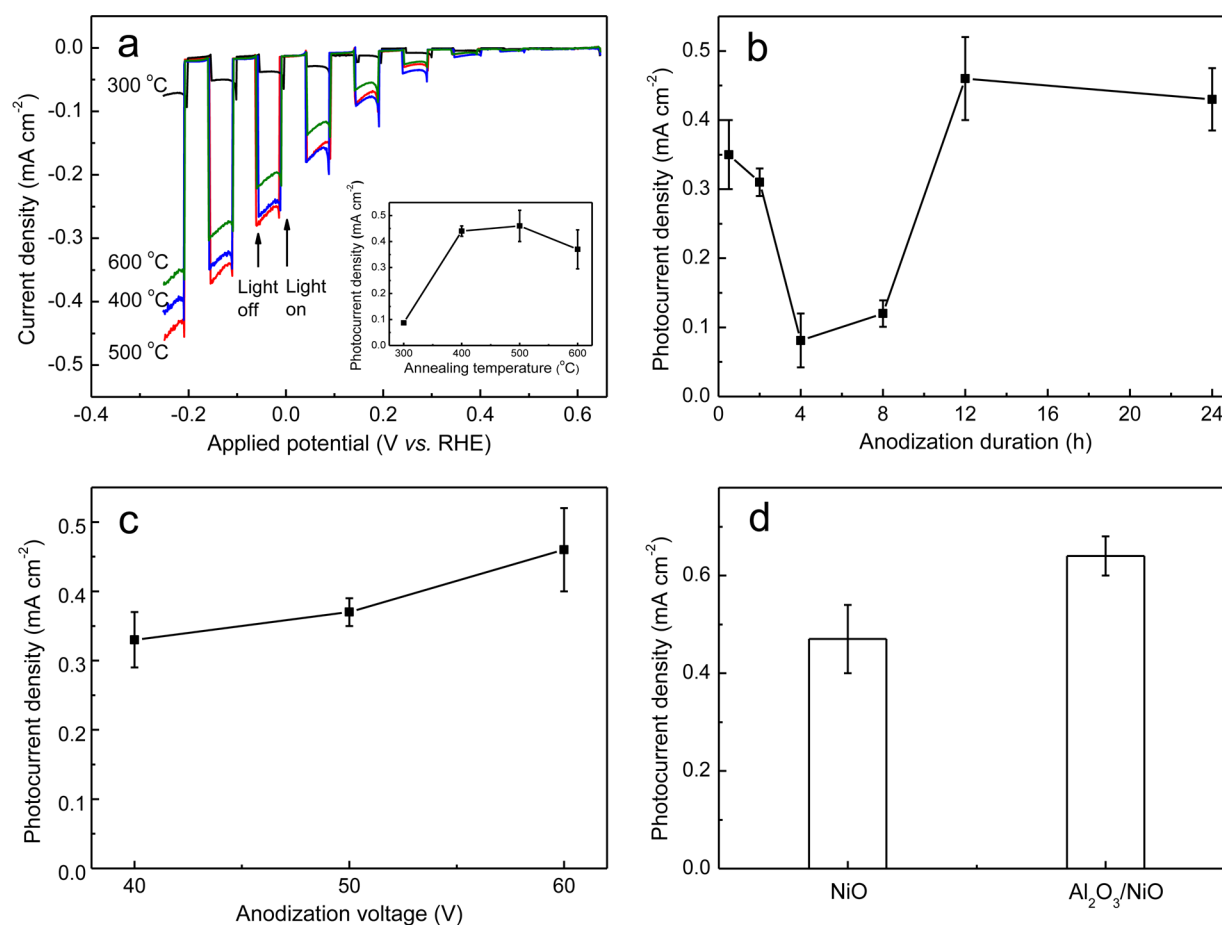 a
0.0
-0.1
-0.2
-0.3
-0.4
-0.5
Current density (mA cm⁻²)
300 °C
600 °C
400 °C
500 °C
Light
off
Light
on
-0.4
-0.2
0.0
0.2
0.4
0.6
Applied potential (V vs. RHE)
0.5
0.4
0.3
0.2
0.1
0.0
Photocurrent density (mA cm⁻²)
300
400
500
600
Annealing temperature (°C)
b
0.5
0.4
0.3
0.2
0.1
0.0
Photocurrent density (mA cm⁻²)
0
4
8
12
16
20
24
Anodization duration (h)
c
0.5
0.4
0.3
0.2
0.1
0.0
Photocurrent density (mA cm⁻²)
40
50
60
Anodization voltage (V)
d
0.6
0.4
0.2
0.0
Photocurrent density (mA cm⁻²)
NiO
Al₂O₃/NiO